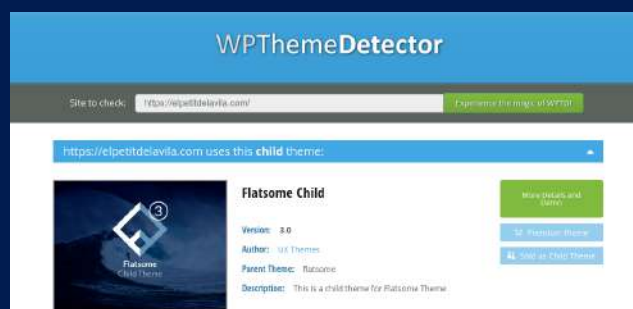 WPThemeDetector
Site to check: https://elpetitdelavila.com/ Experience the magic of WPTD!
https://elpetitdelavila.com uses this child theme:
Flatsome Child
Version: 3.0
Author: UX Themes
Parent Theme: flatsome
Description: This is a child theme for Flatsome Theme
More Details and Demo
Premium theme
Sold as Child Theme
3
Flatsome
Child Theme